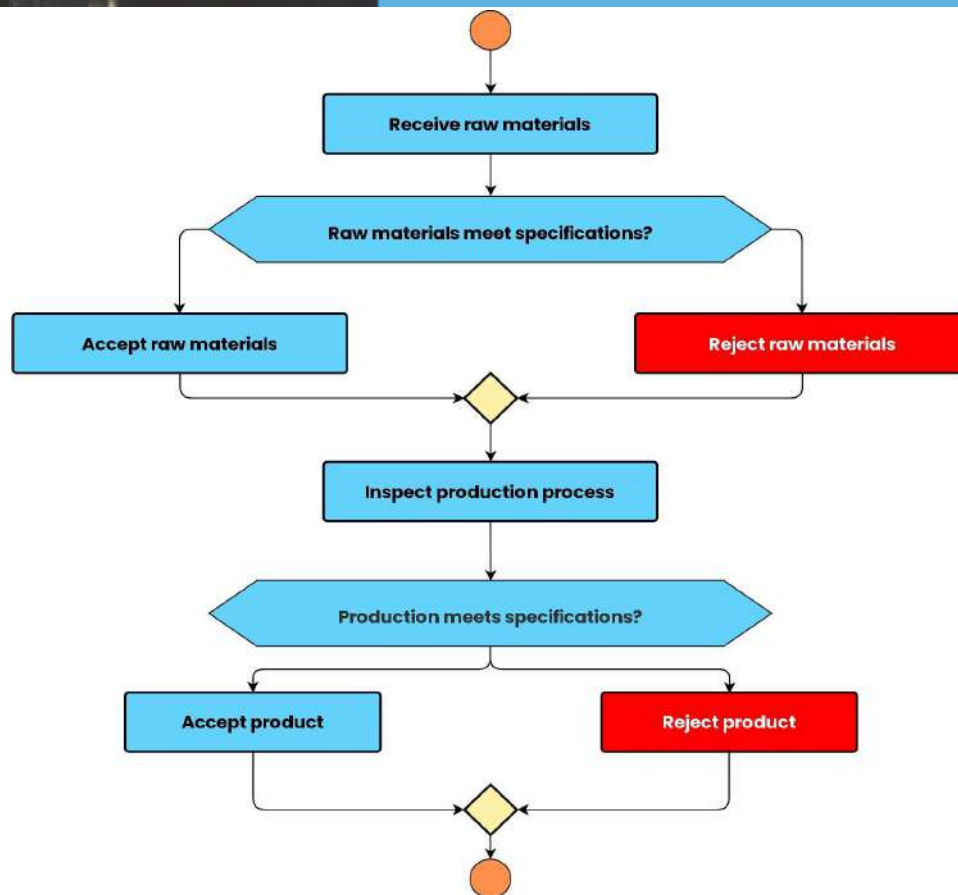 Receive raw materials
Raw materials meet specifications?
Accept raw materials
Reject raw materials
Inspect production process
Production meets specifications?
Accept product
Reject product